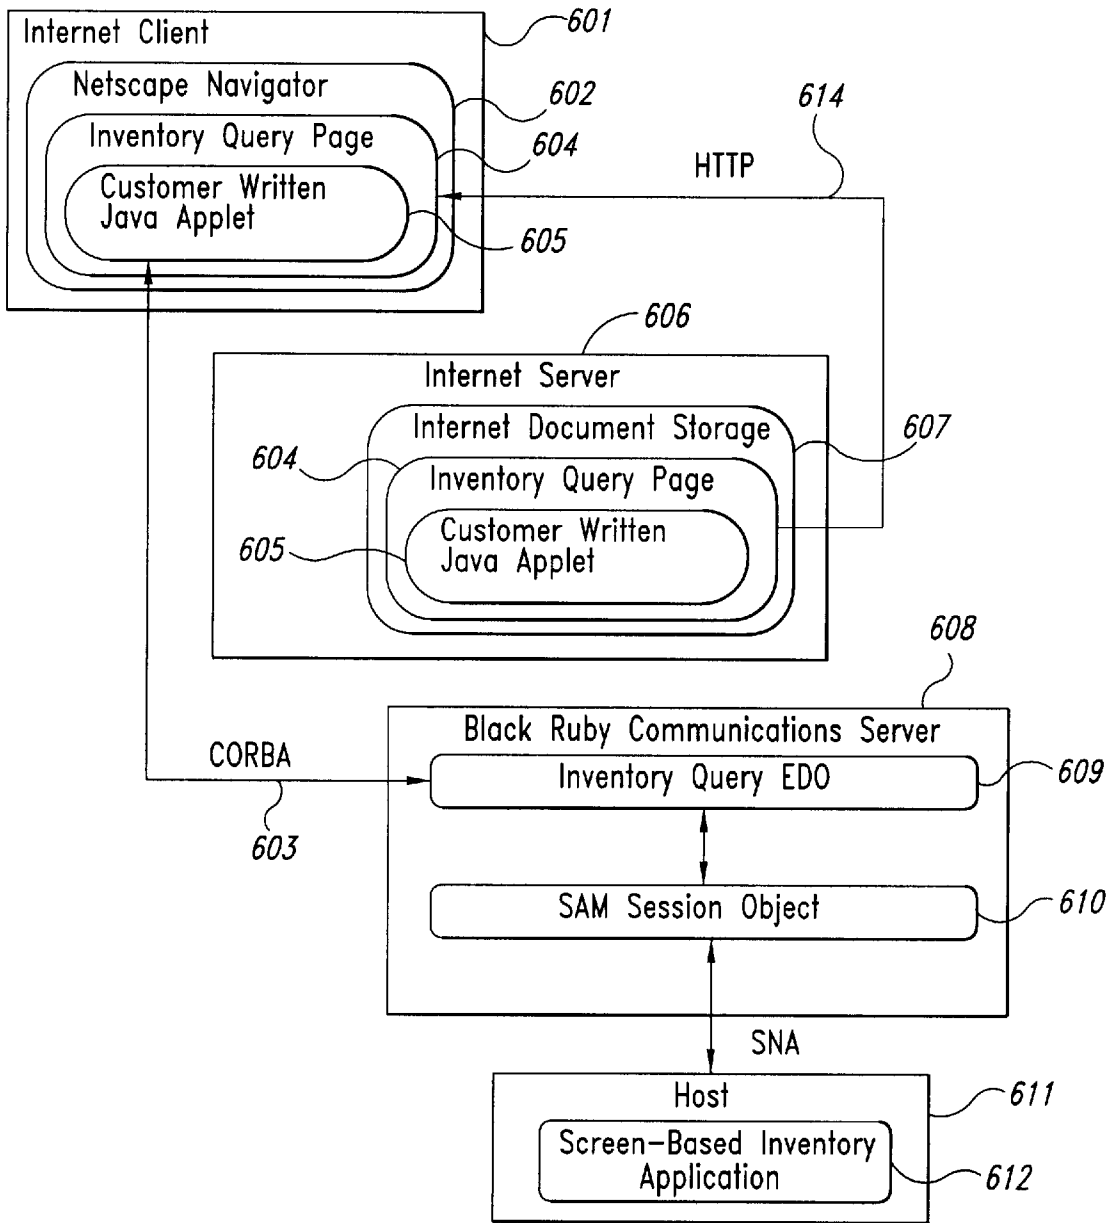 Internet Client
601
Netscape Navigator
602
Inventory Query Page
604
Customer Written
Java Applet
605
614
HTTP
606
Internet Server
Internet Document Storage
607
604
Inventory Query Page
Customer Written
Java Applet
605
608
Black Ruby Communications Server
CORBA
603
Inventory Query EDO
609
SAM Session Object
610
SNA
Host
611
Screen-Based Inventory
Application
612